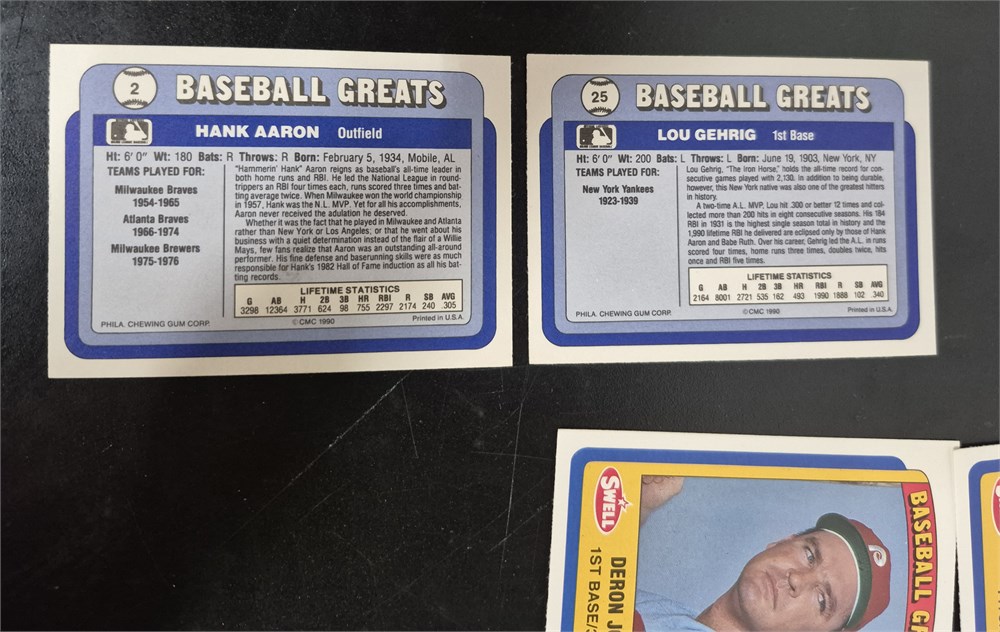 2
BASEBALL GREATS
HANK AARON Outfield
Ht: 6' 0" Wt: 180 Bats: R Throws: R Born: February 5, 1934, Mobile, AL
TEAMS PLAYED FOR:
Milwaukee Braves
1954-1965
Atlanta Braves
1966-1974
Milwaukee Brewers
1975-1976
"Hammerin' Hank" Aaron reigns as baseball's all-time leader in
both home runs and RBI. He led the National League in round-
trippers an RBI four times each, runs scored three times and bat-
ting average twice. When Milwaukee won the world championship
in 1957, Hank was the N.L. MVP. Yet for all his accomplishments,
Aaron never received the adulation he deserved.
Whether it was the fact that he played in Milwaukee and Atlanta
rather than New York or Los Angeles; or that he went about his
business with a quiet determination instead of the flair of a Willie
Mays, few fans realize that Aaron was an outstanding all-around
performer. His fine defense and baserunning skills were as much
responsible for Hank's 1982 Hall of Fame induction as all his bat-
ting records.
LIFETIME STATISTICS
G AB H 2B 3B HR RBI R SB AVG
3298 12364 3771 624 98 755 2297 2174 240 .305
PHILA. CHEWING GUM CORP. ©CMC 1990 Printed in U.S.A.
25
BASEBALL GREATS
LOU GEHRIG 1st Base
Ht: 6' 0" Wt: 200 Bats: L Throws: L Born: June 19, 1903, New York, NY
TEAMS PLAYED FOR:
New York Yankees
1923-1939
Lou Gehrig, "The Iron Horse," holds the all-time record for con-
secutive games played with 2,130. In addition to being durable,
however, this New York native was also one of the greatest hitters
in history.
A two-time A.L. MVP, Lou hit .300 or better 12 times and col-
lected more than 200 hits in eight consecutive seasons. His 184
RBI in 1931 is the highest single season total in history and the
1,990 lifetime RBI he delivered are eclipsed only by those of Hank
Aaron and Babe Ruth. Over his career, Gehrig led the A.L. in runs
scored four times, home runs three times, doubles twice, hits
once and RBI five times.
LIFETIME STATISTICS
G AB H 2B 3B HR RBI R SB AVG
2164 8001 2721 535 162 493 1990 1888 102 .340
PHILA. CHEWING GUM CORP. ©CMC 1990 Printed in U.S.A.
SWELL
DERON
1ST BASE/
BASEBALL